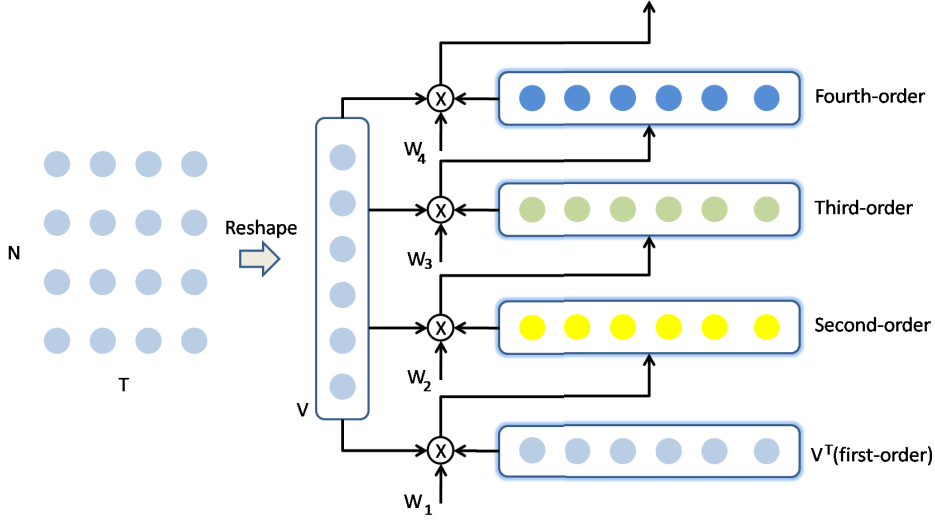 Fourth-order
W4
Third-order
Reshape
N
W3
Second-order
W2
T
V
VT(first-order)
W1
X
X
X
X